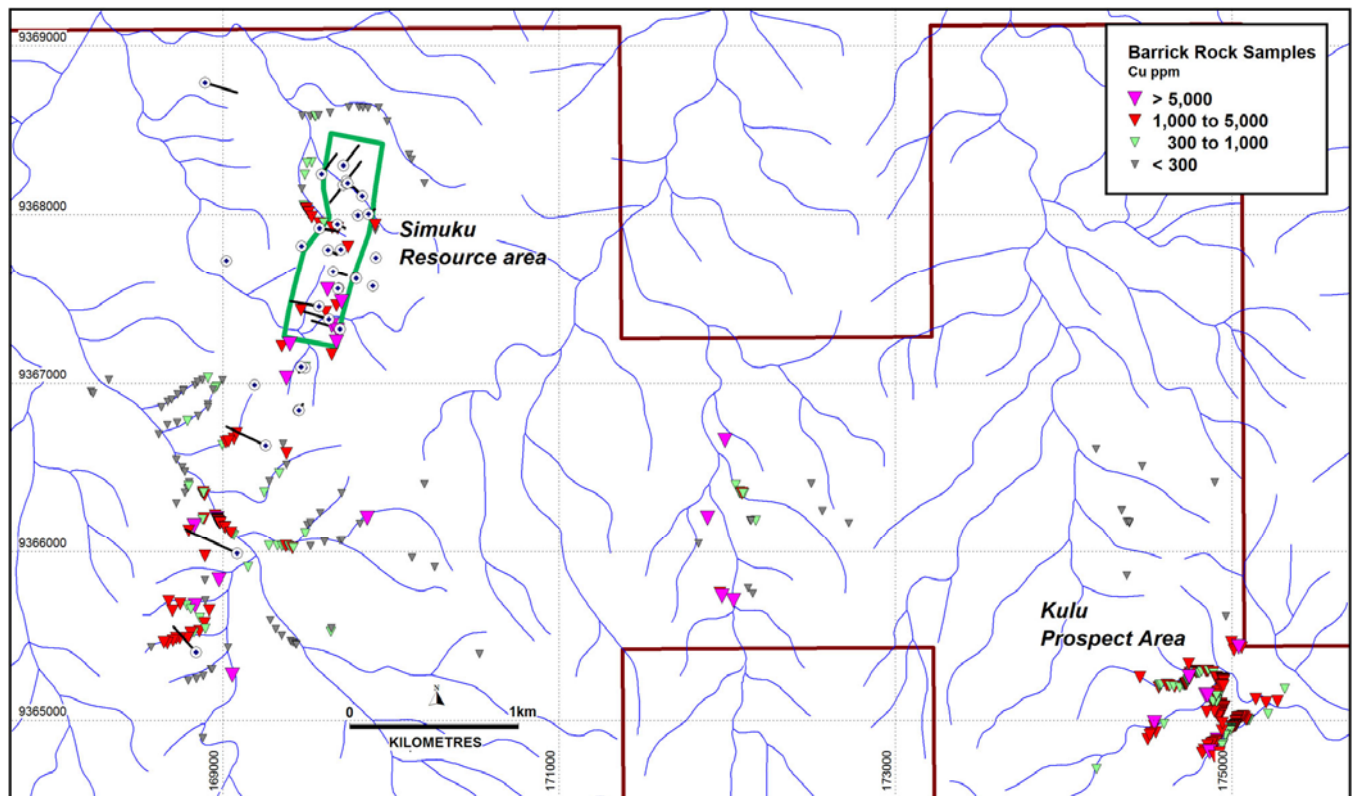 9369000
Barrick Rock Samples
Cu ppm
> 5,000
1,000 to 5,000
300 to 1,000
< 300
9368000
Simuku
Resource area
9367000
9366000
Kulu
Prospect Area
9365000
N
0 1km
KILOMETRES
169000
171000
173000
175000